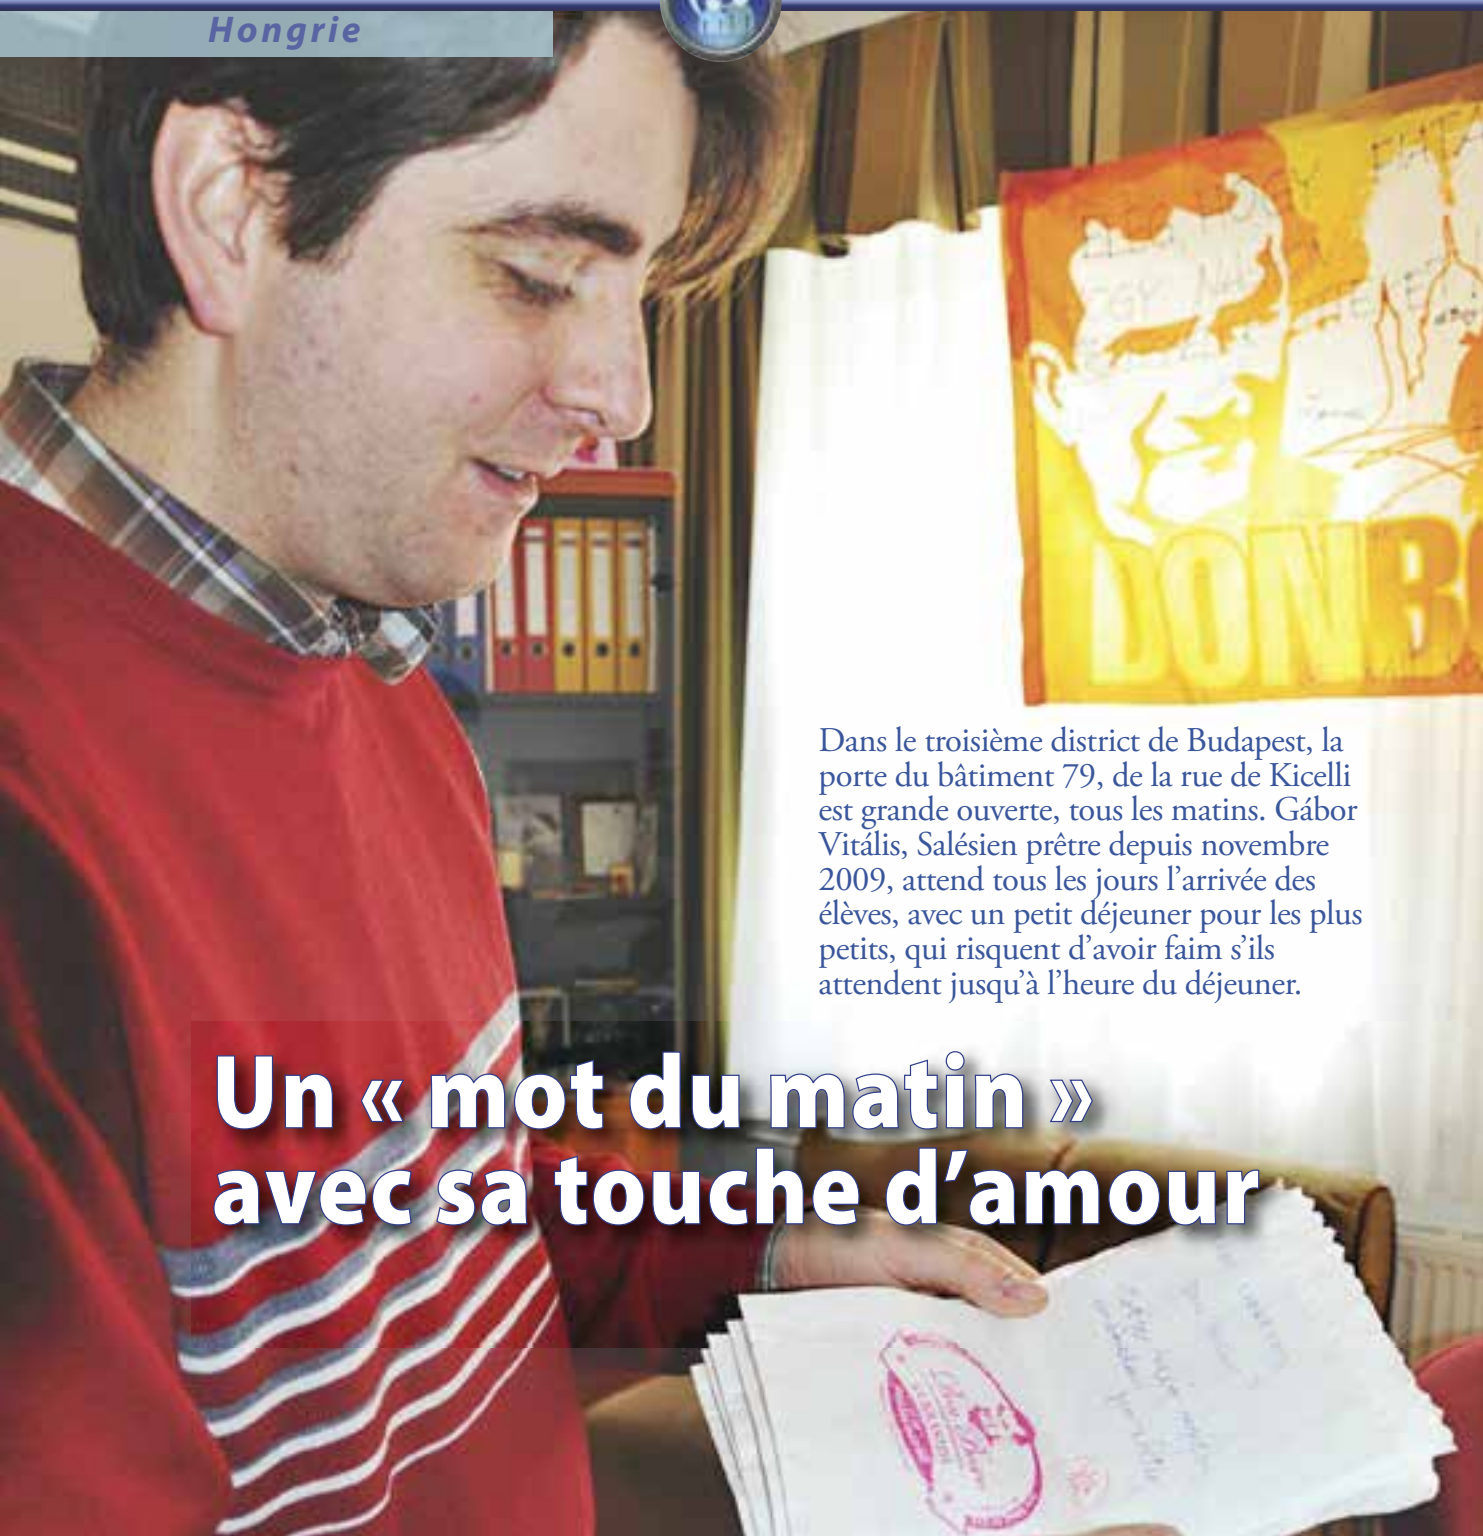 Hongrie
DONB
Dans le troisième district de Budapest, la
porte du bâtiment 79, de la rue de Kicelli
est grande ouverte, tous les matins. Gábor
Vitális, Salésien prêtre depuis novembre
2009, attend tous les jours l’arrivée des
élèves, avec un petit déjeuner pour les plus
petits, qui risquent d’avoir faim s’ils
attendent jusqu’à l’heure du déjeuner.
Un « mot du matin »
avec sa touche d’amour